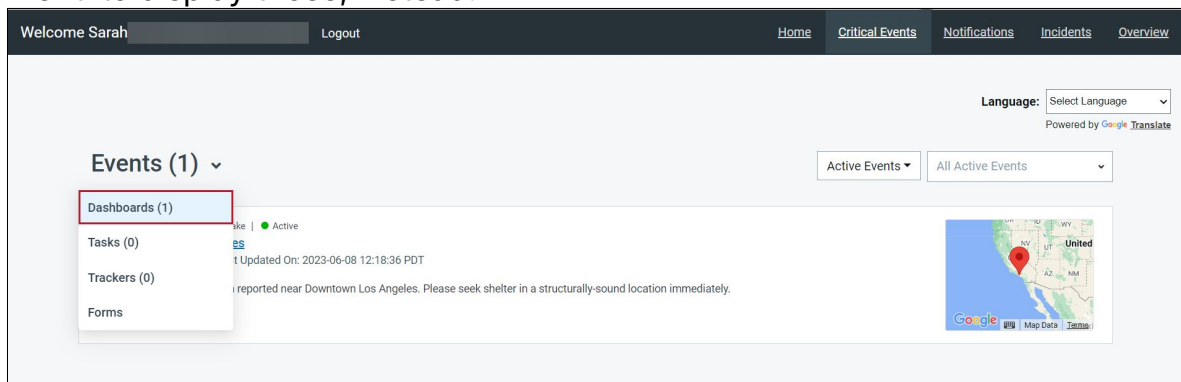 Welcome Sarah Logout Home Critical Events Notifications Incidents Overview
Language: Select Language
Powered by Google Translate
Events (1)
Active Events All Active Events
Dashboards (1)
Tasks (0)
Trackers (0)
Forms
| Active
Updated On: 2023-06-08 12:18:36 PDT
reported near Downtown Los Angeles. Please seek shelter in a structurally-sound location immediately.
ID WY
NV UT United
AZ NM
Google Map Data Terms